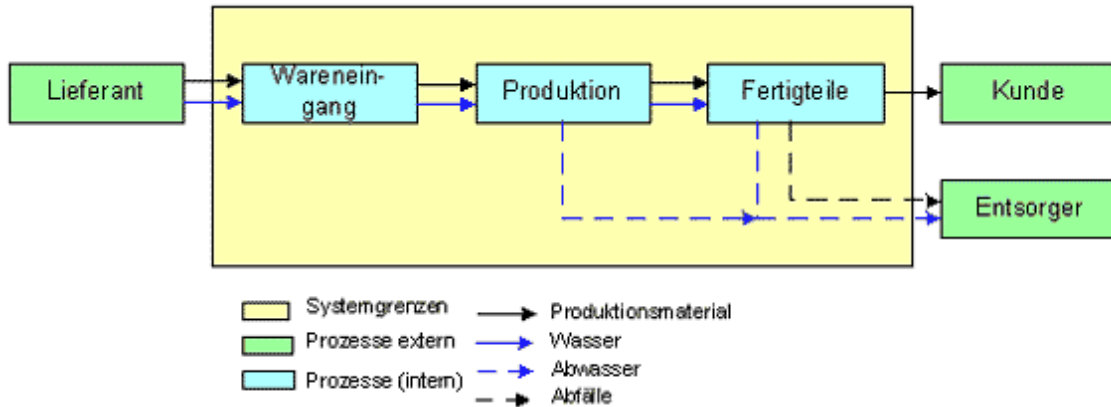 Lieferant
Warenein-
gang
Produktion
Fertigteile
Kunde
Entsorger
Systemgrenzen
Prozesse extern
Prozesse (intern)
Produktionsmaterial
Wasser
Abwasser
Abfälle